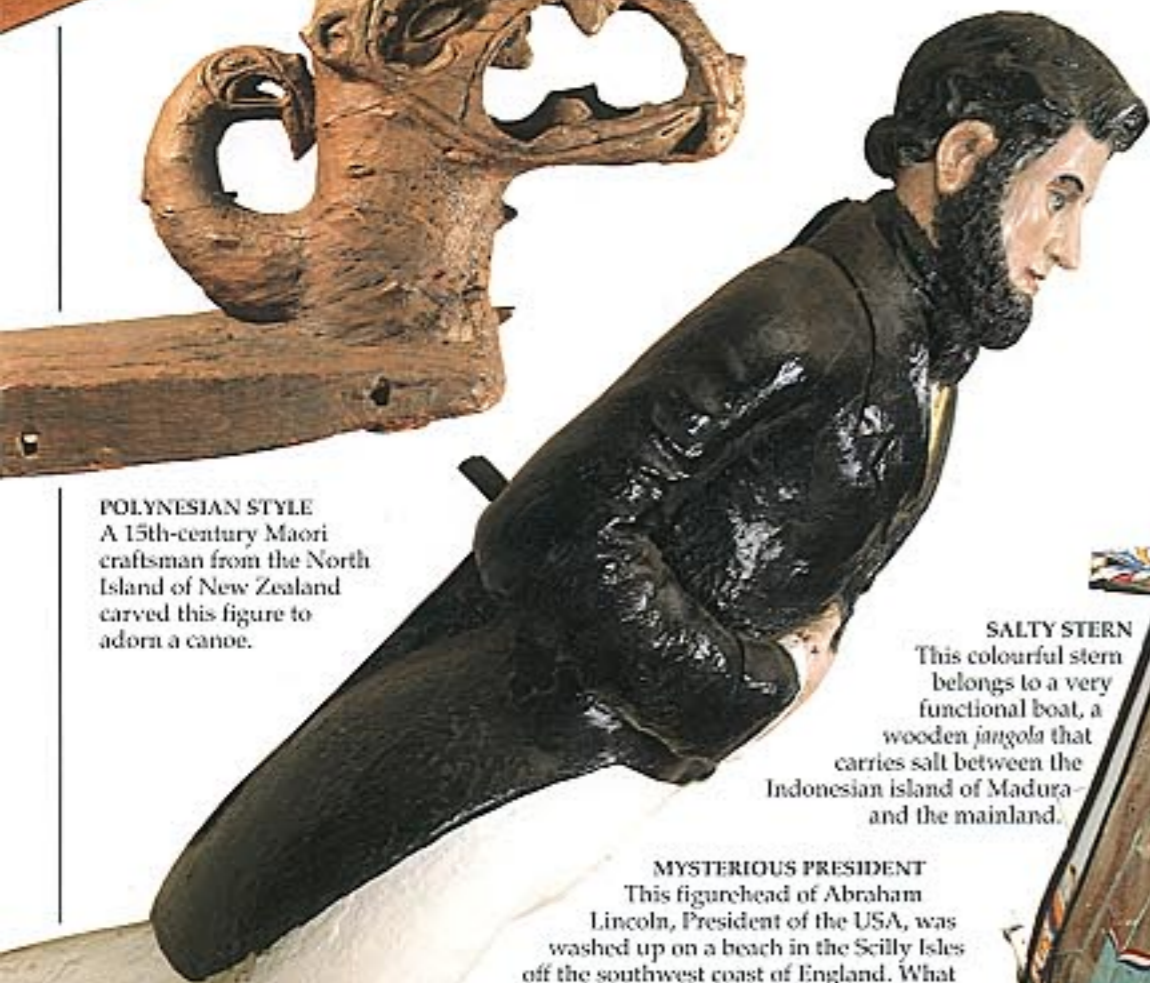 POLYNESIAN STYLE
A 15th-century Maori
craftsman from the North
Island of New Zealand
carved this figure to
adorn a canoe.
SALTY STERN
This colourful stern
belongs to a very
functional boat, a
wooden jangola that
carries salt between the
Indonesian island of Madura
and the mainland.
MYSTERIOUS PRESIDENT
This figurehead of Abraham
Lincoln, President of the USA, was
washed up on a beach in the Scilly Isles
off the southwest coast of England. What